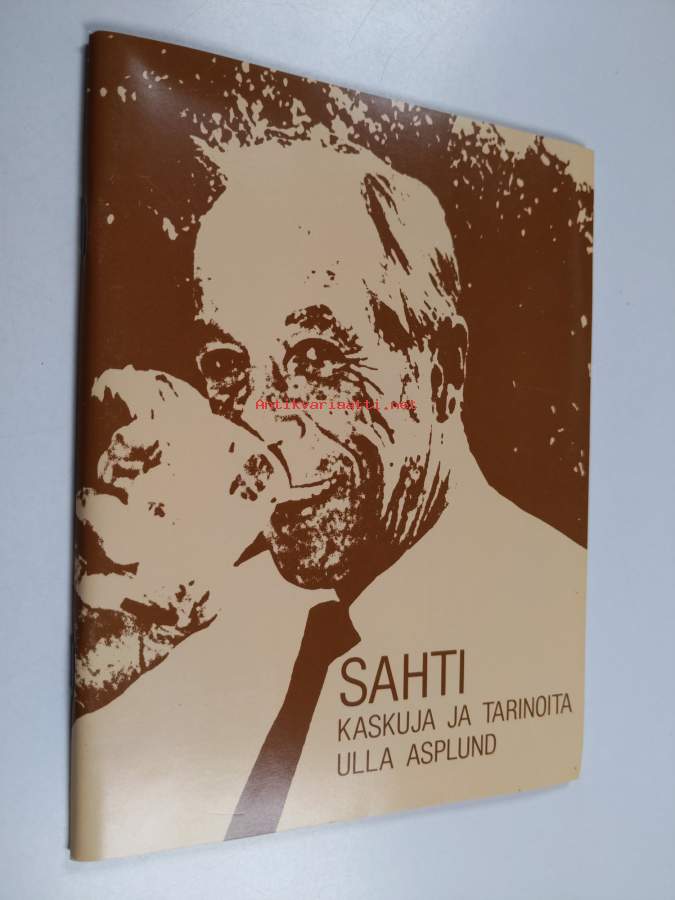 Antikvariaatti.net
SAHTI
KASKUJA JA TARINOITA
ULLA ASPLUND